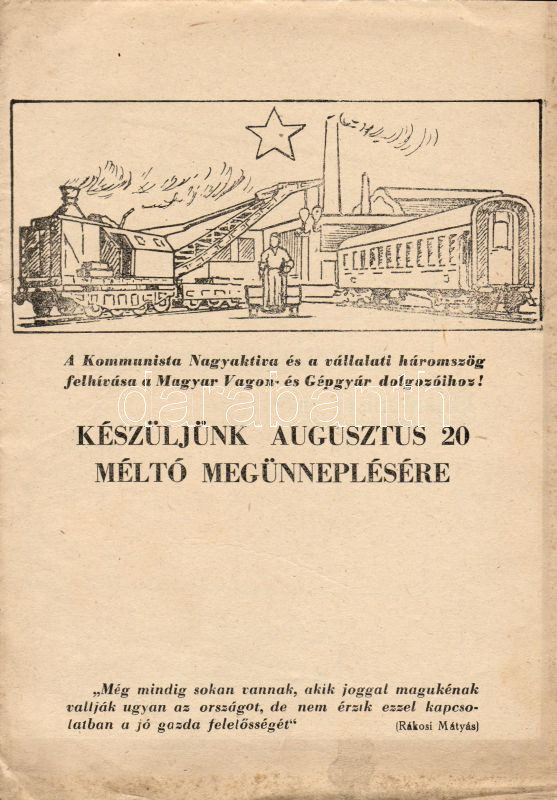 A Kommunista Nagyaktiva és a vállalati háromszög
felhívása a Magyar Vagon- és Gépgyár dolgozóihoz!
darabanth
KÉSZÜLJÜNK AUGUSZTUS 20
MÉLTÓ MEGÜNNEPLÉSÉRE
„Még mindig sokan vannak, akik joggal magukénak
vallják ugyan az országot, de nem érzik ezzel kapcso-
latban a jó gazda felelősségét“
(Rákosi Mátyás)